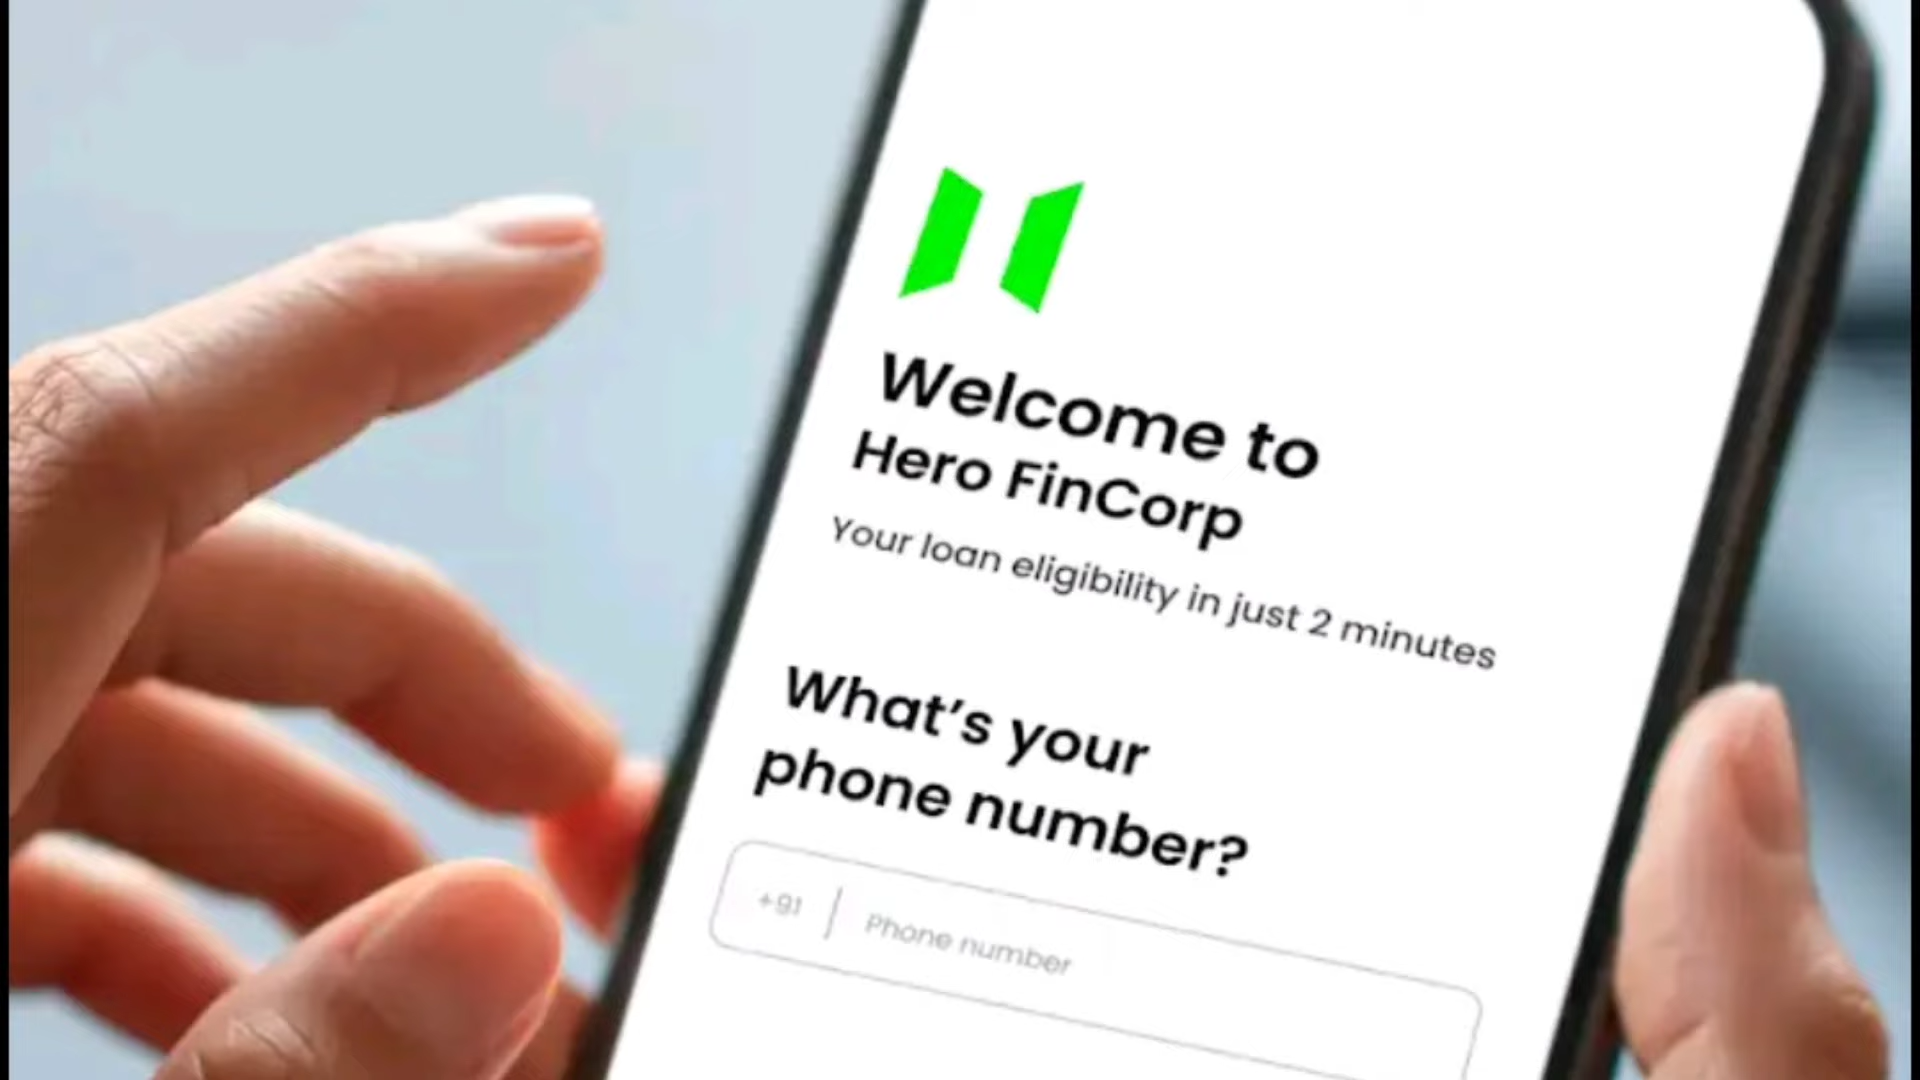 Welcome to
Hero FinCorp
Your loan eligibility in just 2 minutes
What's your
phone number?
+91 | Phone number